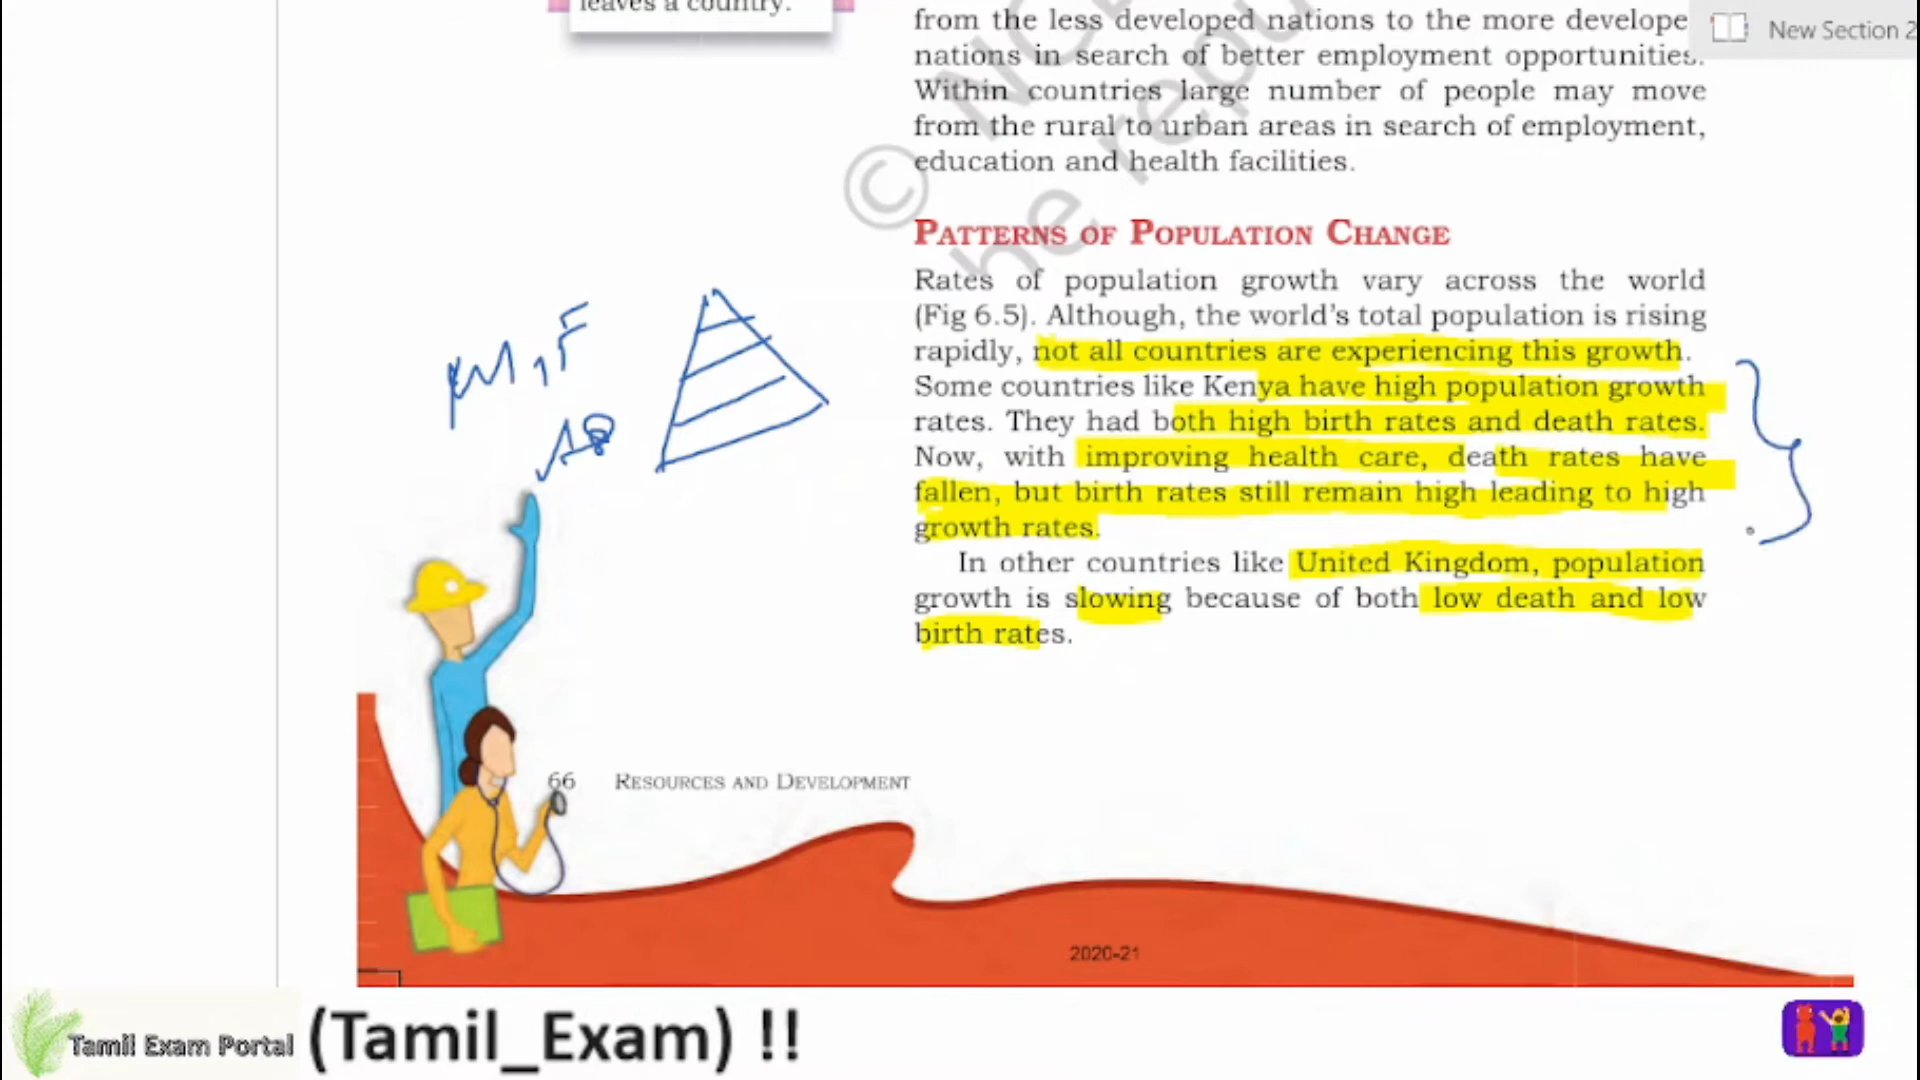 leaves a country.
from the less developed nations to the more develope
nations in search of better employment opportunities.
Within countries large number of people may move
from the rural to urban areas in search of employment,
education and health facilities.
New Section 2
PATTERNS OF POPULATION CHANGE
Rates of population growth vary across the world
(Fig 6.5). Although, the world's total population is rising
rapidly, not all countries are experiencing this growth.
Some countries like Kenya have high population growth
rates. They had both high birth rates and death rates.
Now, with improving health care, death rates have
fallen, but birth rates still remain high leading to high
growth rates.
In other countries like United Kingdom, population
growth is slowing because of both low death and low
birth rates.
M, F
66 RESOURCES AND DEVELOPMENT
2020-21
Tamil Exam Portal (Tamil_Exam) !!